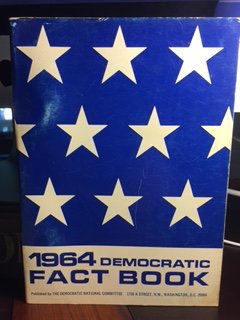 1964 DEMOCRATIC
FACT BOOK
Published by THE DEMOCRATIC NATIONAL COMMITTEE 1730 K STREET, N.W., WASHINGTON, D.C. 20006